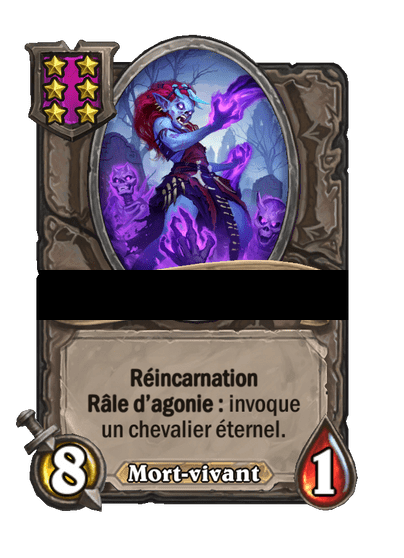 Réincarnation
Râle d’agonie : invoque
un chevalier éternel.
8
Mort-vivant
1